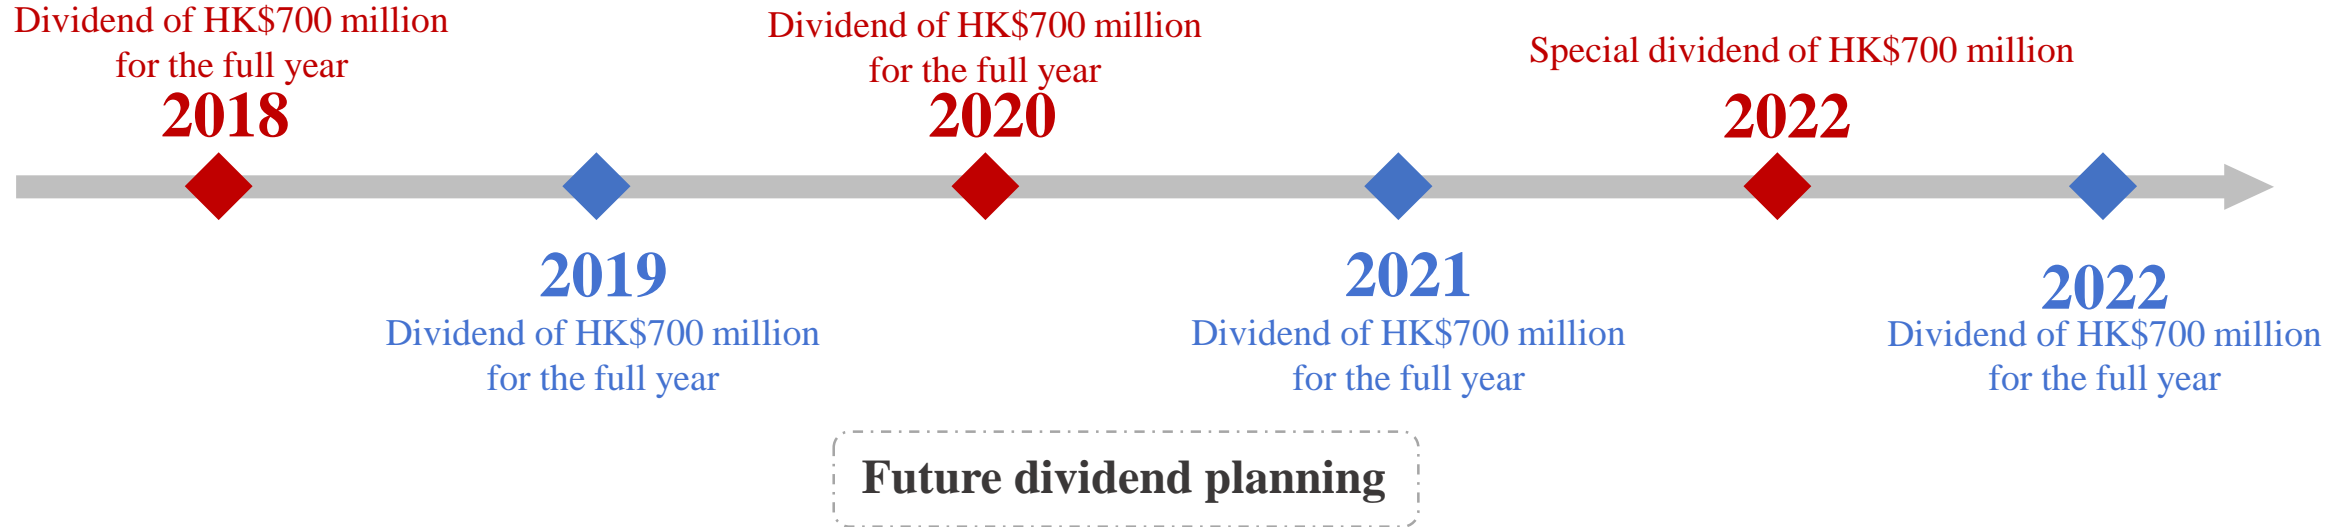 Dividend of HK$700 million
for the full year
2018
Dividend of HK$700 million
for the full year
2020
Special dividend of HK$700 million
2022
2019
Dividend of HK$700 million
for the full year
2021
Dividend of HK$700 million
for the full year
2022
Dividend of HK$700 million
for the full year
Future dividend planning